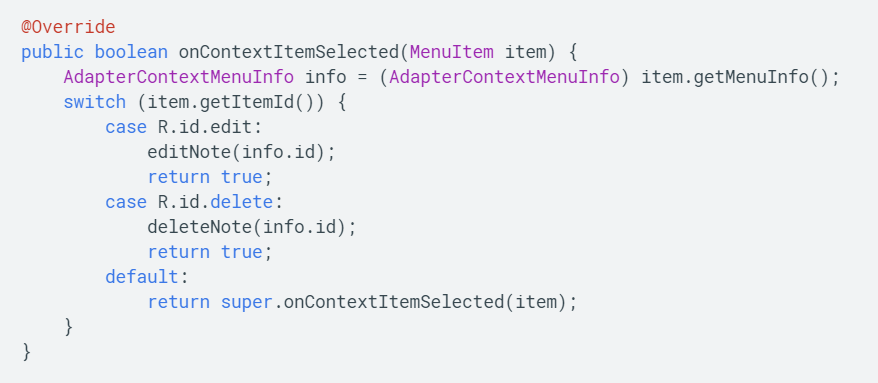 @Override
public boolean onContextItemSelected(MenuItem item) {
    AdapterContextMenuInfo info = (AdapterContextMenuInfo) item.getMenuInfo();
    switch (item.getItemId()) {
        case R.id.edit:
            editNote(info.id);
            return true;
        case R.id.delete:
            deleteNote(info.id);
            return true;
        default:
            return super.onContextItemSelected(item);
    }
}